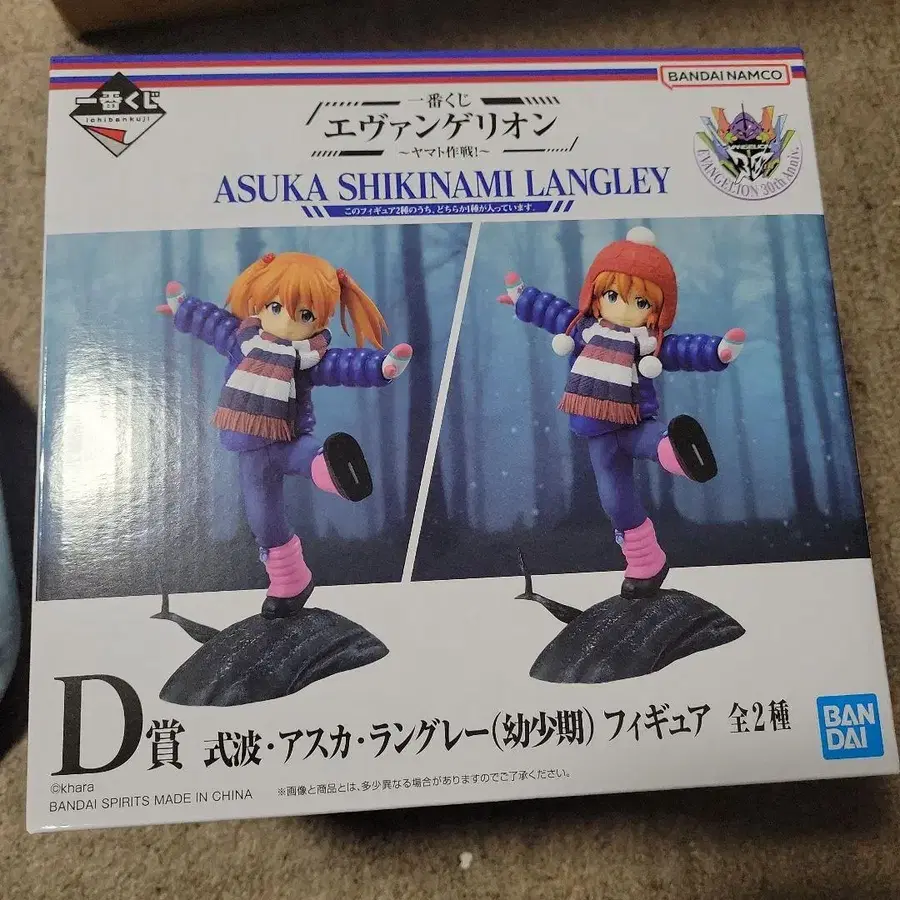 BANDAI NAMCO
一番くじ
ichibankuji
一番くじ
エヴァンゲリオン
～ヤマト作戦!～
EVANGELION
EVANGELION 30th Anniv.
ASUKA SHIKINAMI LANGLEY
このフィギュア2種のうち、どちらか1種が入っています。
D賞 式波・アスカ・ラングレー(幼少期) フィギュア 全2種
BAN
DAI
©khara
BANDAI SPIRITS MADE IN CHINA
※画像と商品とは、多少異なる場合がありますのでご了承ください。